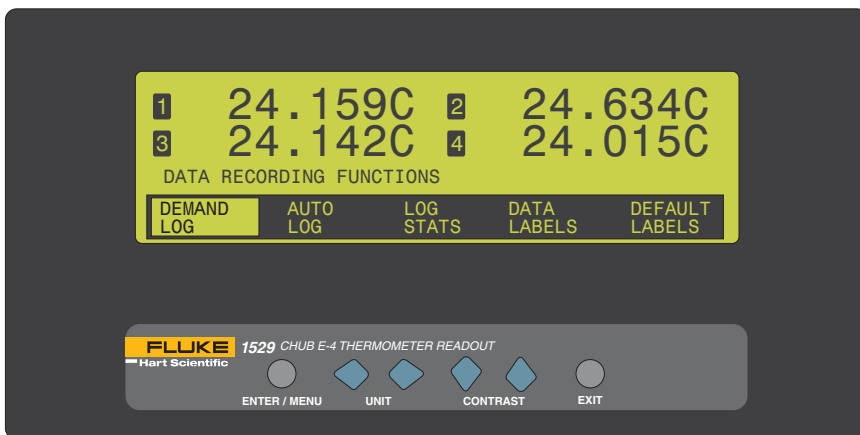 1 24.159C 2 24.634C
3 24.142C 4 24.015C
DATA RECORDING FUNCTIONS
DEMAND AUTO LOG DATA DEFAULT
LOG LOG STATS LABELS LABELS
FLUKE 1529 CHUB E-4 THERMOMETER READOUT
Hart Scientific
ENTER / MENU UNIT CONTRAST EXIT